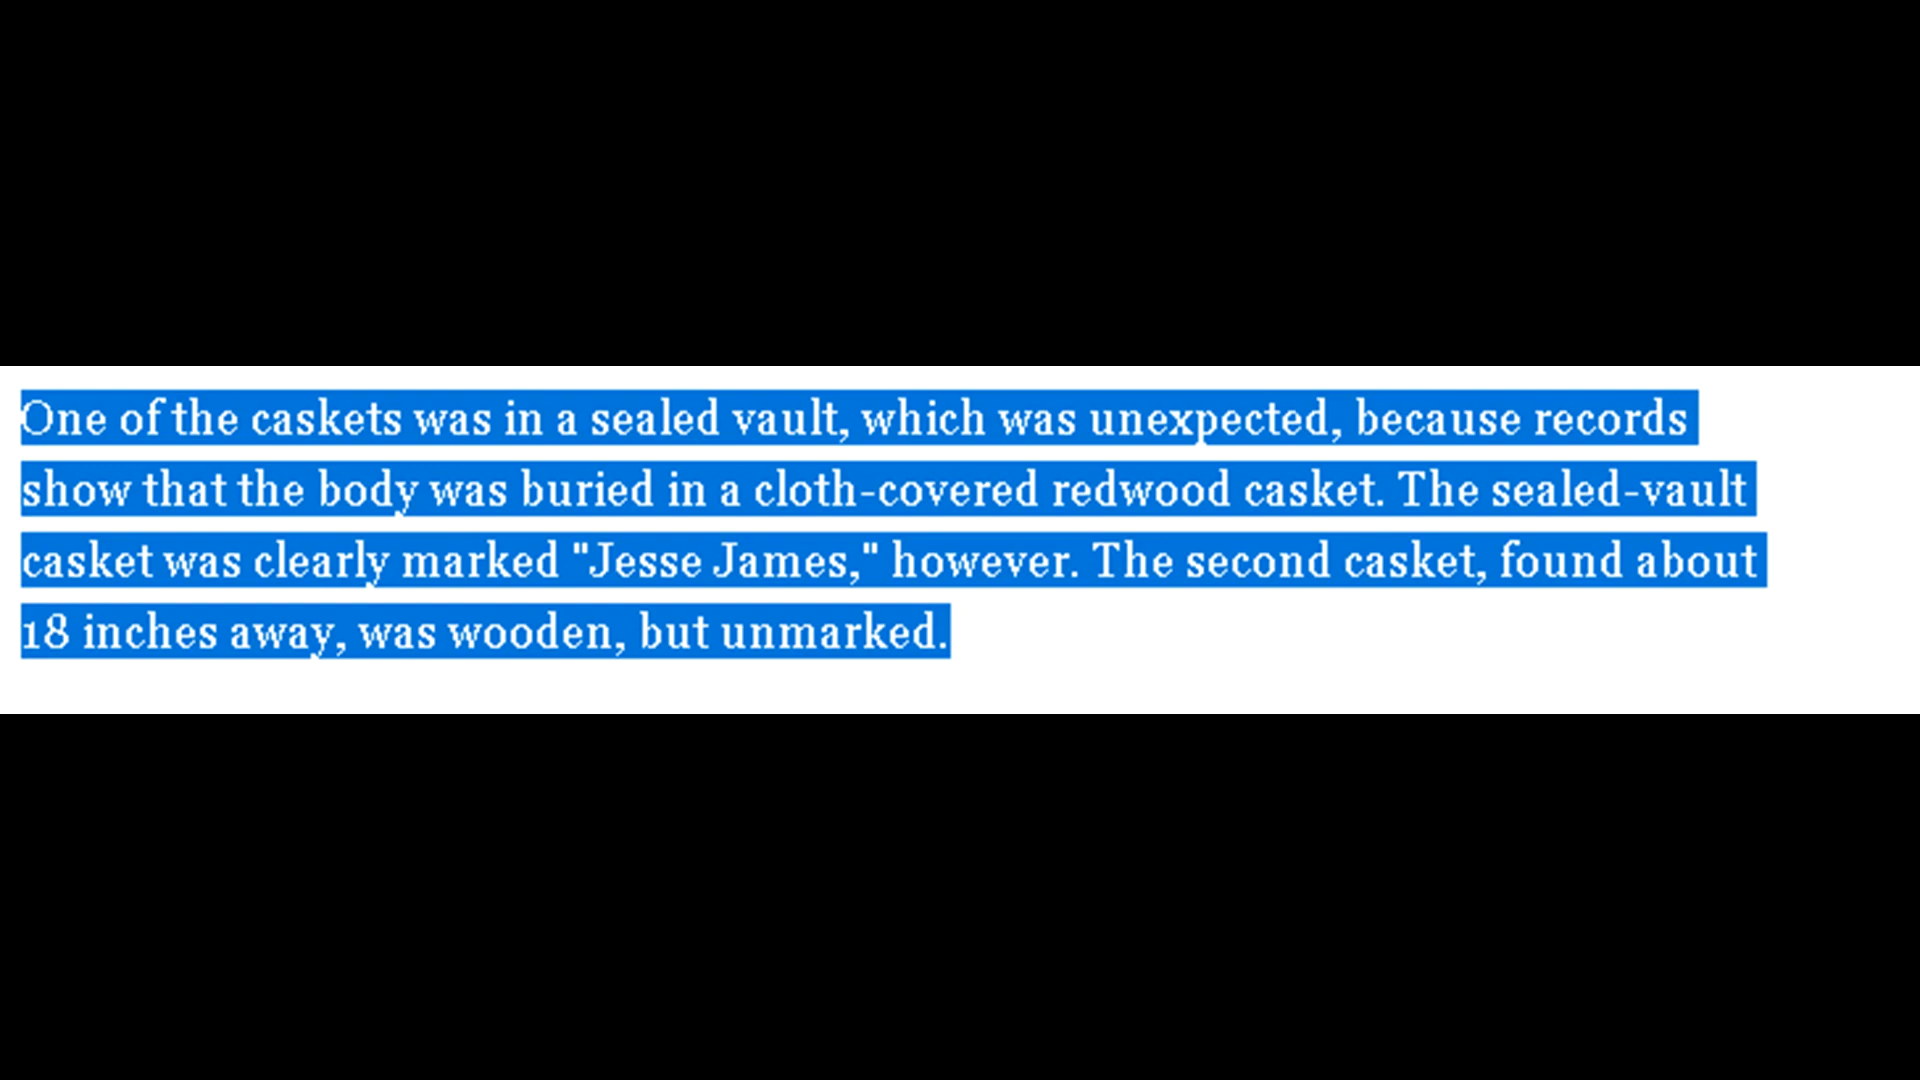 One of the caskets was in a sealed vault, which was unexpected, because records
show that the body was buried in a cloth-covered redwood casket. The sealed-vault
casket was clearly marked "Jesse James," however. The second casket, found about
18 inches away, was wooden, but unmarked.